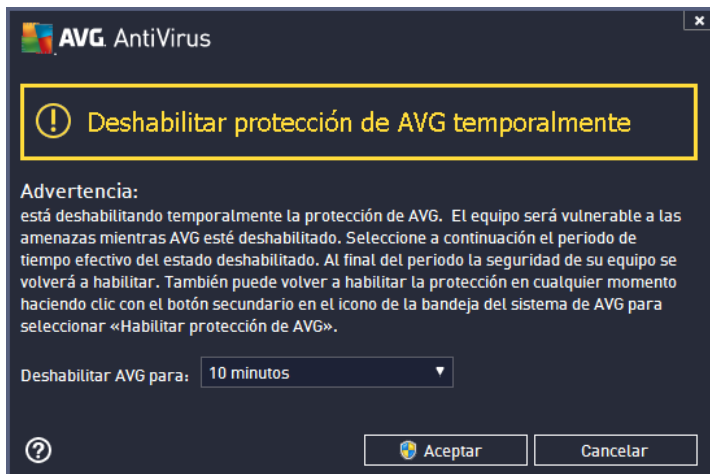 AVG. AntiVirus
Deshabilitar protección de AVG temporalmente
Advertencia:
está deshabilitando temporalmente la protección de AVG. El equipo será vulnerable a las
amenazas mientras AVG esté deshabilitado. Seleccione a continuación el periodo de
tiempo efectivo del estado deshabilitado. Al final del periodo la seguridad de su equipo se
volverá a habilitar. También puede volver a habilitar la protección en cualquier momento
haciendo clic con el botón secundario en el icono de la bandeja del sistema de AVG para
seleccionar «Habilitar protección de AVG».
Deshabilitar AVG para: 10 minutos
Aceptar Cancelar